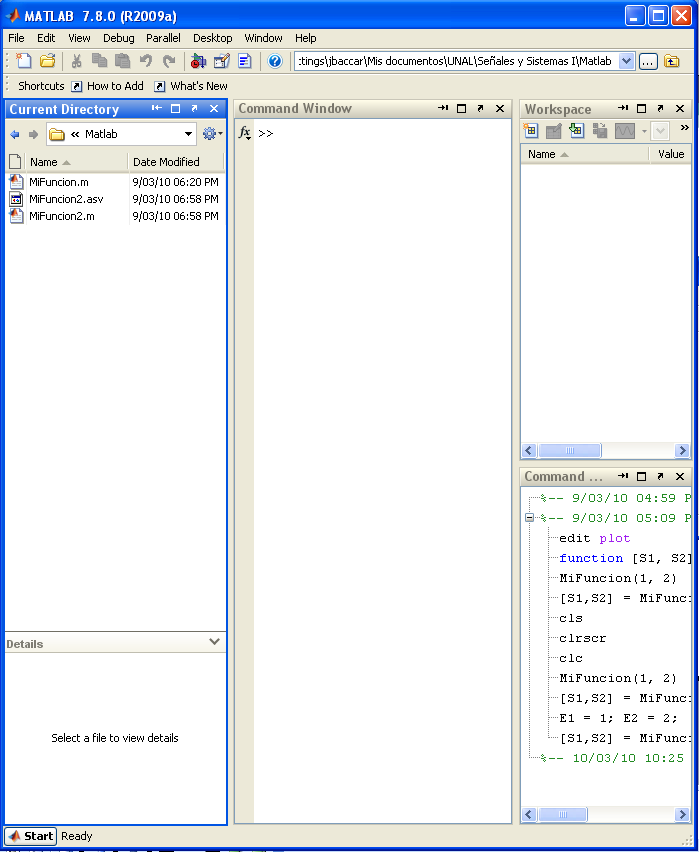 MATLAB 7.8.0 (R2009a)
File Edit View Debug Parallel Desktop Window Help
:tings\jbaccar\Mis documentos\UNAL\Señales y Sistemas I\Matlab ...
Shortcuts How to Add What's New
Current Directory
« Matlab
Name Date Modified
MiFuncion.m 9/03/10 06:20 PM
MiFuncion2.asv 9/03/10 06:58 PM
MiFuncion2.m 9/03/10 06:58 PM
Details
Select a file to view details
Command Window
fx >>
Workspace
»
Name Value
Command ...
%-- 9/03/10 04:59 P
%-- 9/03/10 05:09 P
edit plot
function [S1, S2]
MiFuncion(1, 2)
[S1,S2] = MiFunci
cls
clrscr
clc
MiFuncion(1, 2)
[S1,S2] = MiFunci
E1 = 1; E2 = 2;
[S1,S2] = MiFunci
%-- 10/03/10 10:25
Start Ready